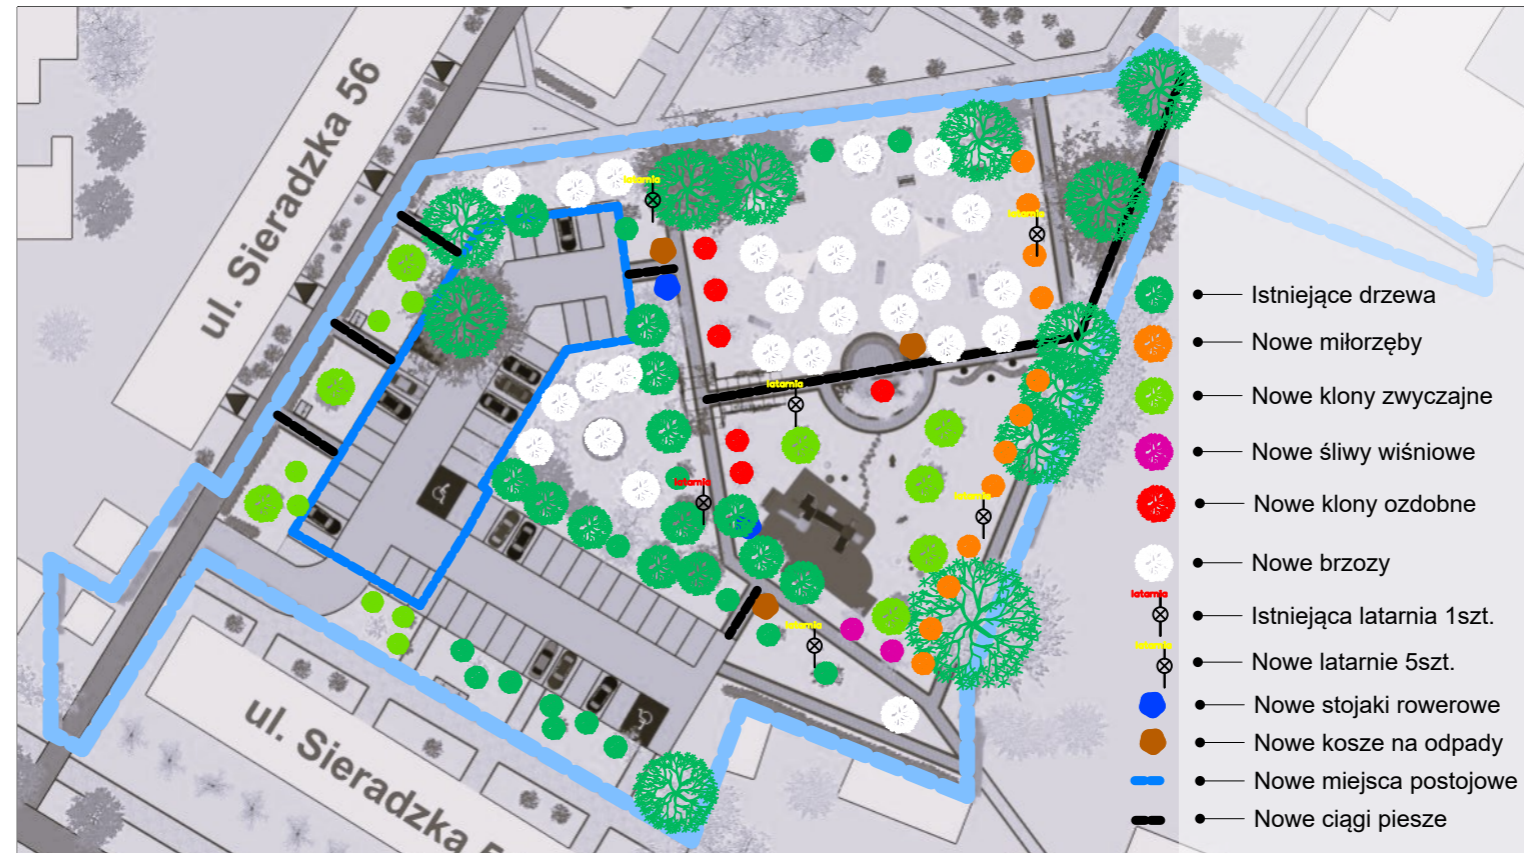 ul. Sieradzka 56
latarnia
latarnia
latarnia
latarnia
latarnia
latarnia
ul. Sieradzka
Istniejące drzewa
Nowe miłorzęby
Nowe klony zwyczajne
Nowe śliwy wiśniowe
Nowe klony ozdobne
Nowe brzozy
latarnia
Istniejąca latarnia 1szt.
latarnia
Nowe latarnie 5szt.
Nowe stojaki rowerowe
Nowe kosze na odpady
Nowe miejsca postojowe
Nowe ciągi piesze